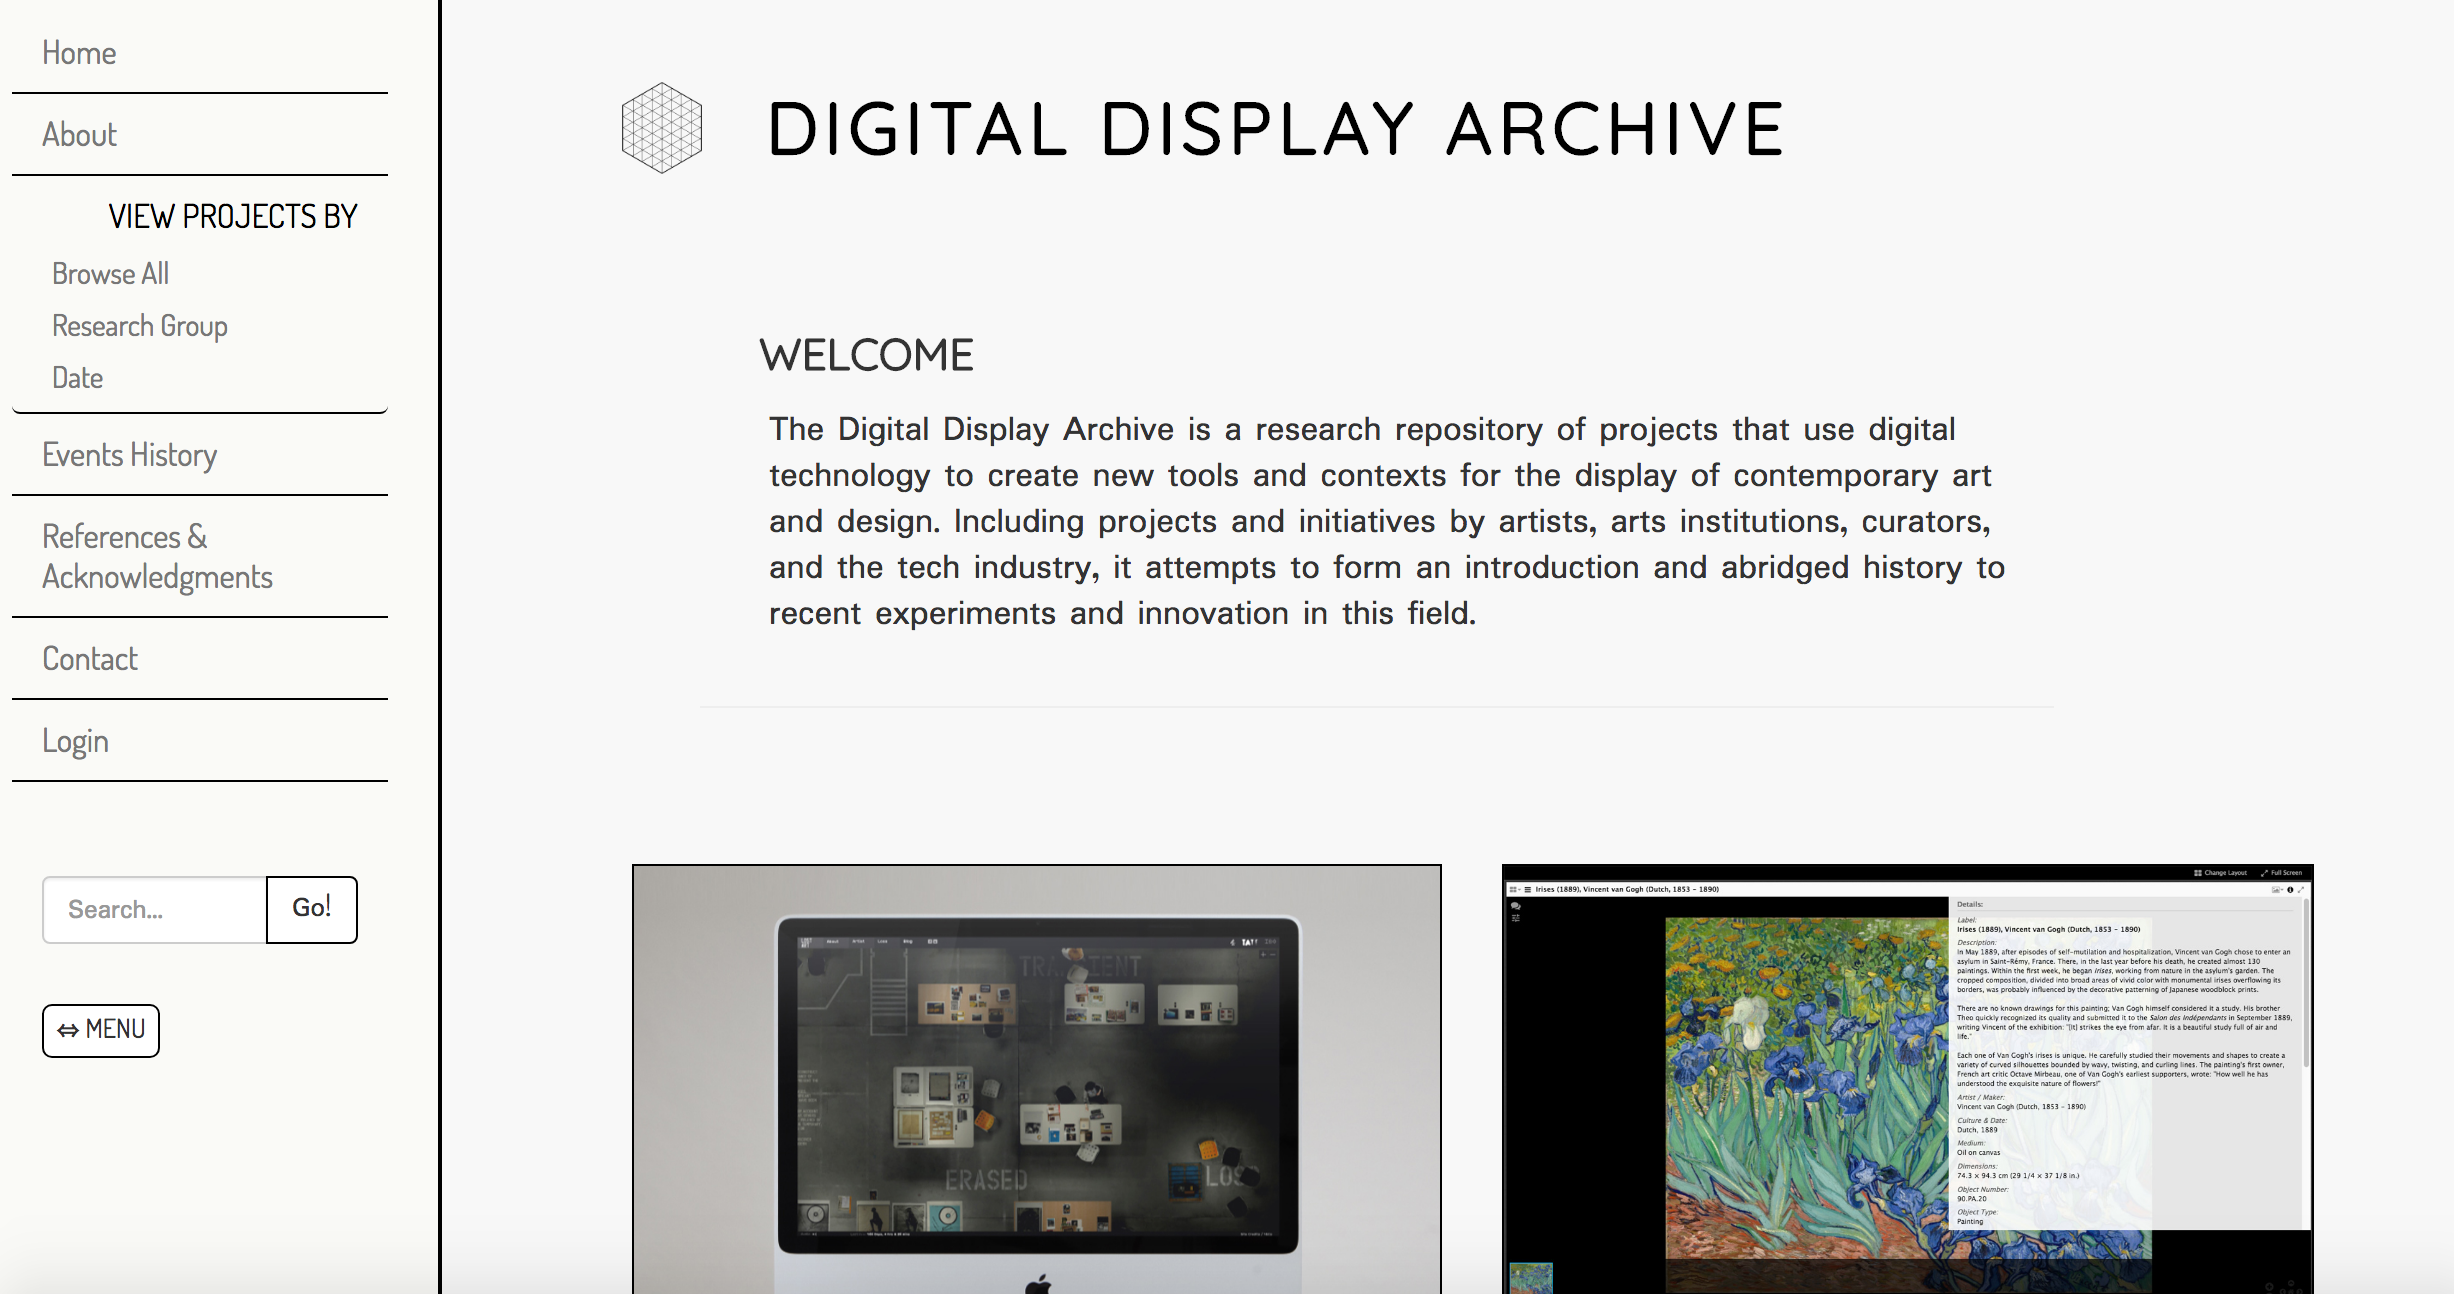 Home
About
VIEW PROJECTS BY
Browse All
Research Group
Date
Events History
References &
Acknowledgments
Contact
Login
Search...
Go!
⇔ MENU
DIGITAL DISPLAY ARCHIVE
WELCOME
The Digital Display Archive is a research repository of projects that use digital
technology to create new tools and contexts for the display of contemporary art
and design. Including projects and initiatives by artists, arts institutions, curators,
and the tech industry, it attempts to form an introduction and abridged history to
recent experiments and innovation in this field.
About Artist Loss Blog
TATE
TRANSIENT
ERASED
LOS
Change Layout Full Screen
Irises (1889), Vincent van Gogh (Dutch, 1853 - 1890)
Details:
Label:
Irises (1889), Vincent van Gogh (Dutch, 1853 - 1890)
Description:
In May 1889, after episodes of self-mutilation and hospitalization, Vincent van Gogh chose to enter an
asylum in Saint-Rémy, France. There, in the last year before his death, he created almost 130
paintings. Within the first week, he began Irises, working from nature in the asylum's garden. The
cropped composition, divided into broad areas of vivid color with monumental irises overflowing its
borders, was probably influenced by the decorative patterning of Japanese woodblock prints.
There are no known drawings for this painting; Van Gogh himself considered it a study. His brother
Theo quickly recognized its quality and submitted it to the Salon des Indépendants in September 1889,
writing Vincent of the exhibition: "[It] strikes the eye from afar. It is a beautiful study full of air and
life."
Each one of Van Gogh's irises is unique. He carefully studied their movements and shapes to create a
variety of curved silhouettes bounded by wavy, twisting, and curling lines. The painting's first owner,
French art critic Octave Mirbeau, one of Van Gogh's earliest supporters, wrote: "How well he has
understood the exquisite nature of flowers!"
Artist / Maker:
Vincent van Gogh (Dutch, 1853 - 1890)
Culture & Date:
Dutch, 1889
Medium:
Oil on canvas
Dimensions:
74.3 × 94.3 cm (29 1/4 × 37 1/8 in.)
Object Number:
90.PA.20
Object Type:
Painting